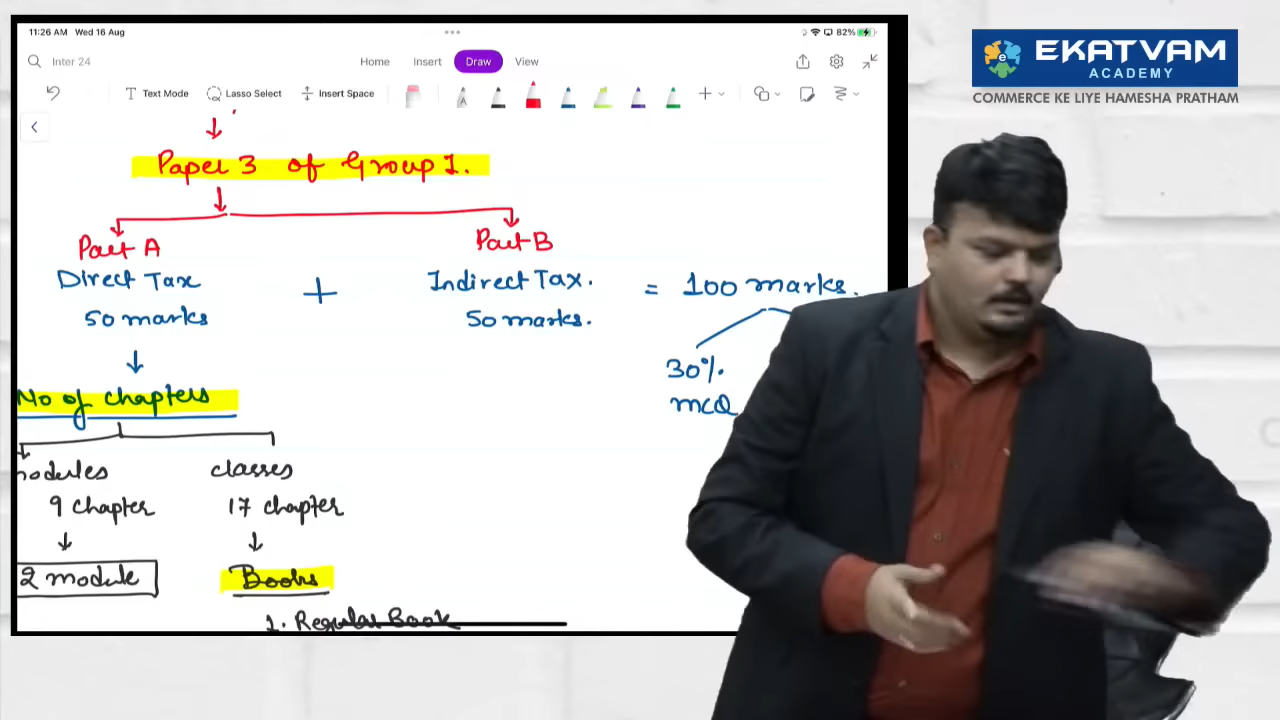 11:26 AM Wed 16 Aug
82%
Inter 24
Home Insert Draw View
Text Mode Lasso Select Insert Space
EKATVAM
ACADEMY
COMMERCE KE LIYE HAMESHA PRATHAM
Paper 3 of Group 1.
Part A
Part B
Direct Tax + Indirect Tax. = 100 marks.
50 marks
50 marks.
30%
mcQ
No of chapters
modules
classes
9 chapter
17 chapter
2 module
Books
1. Regular Book